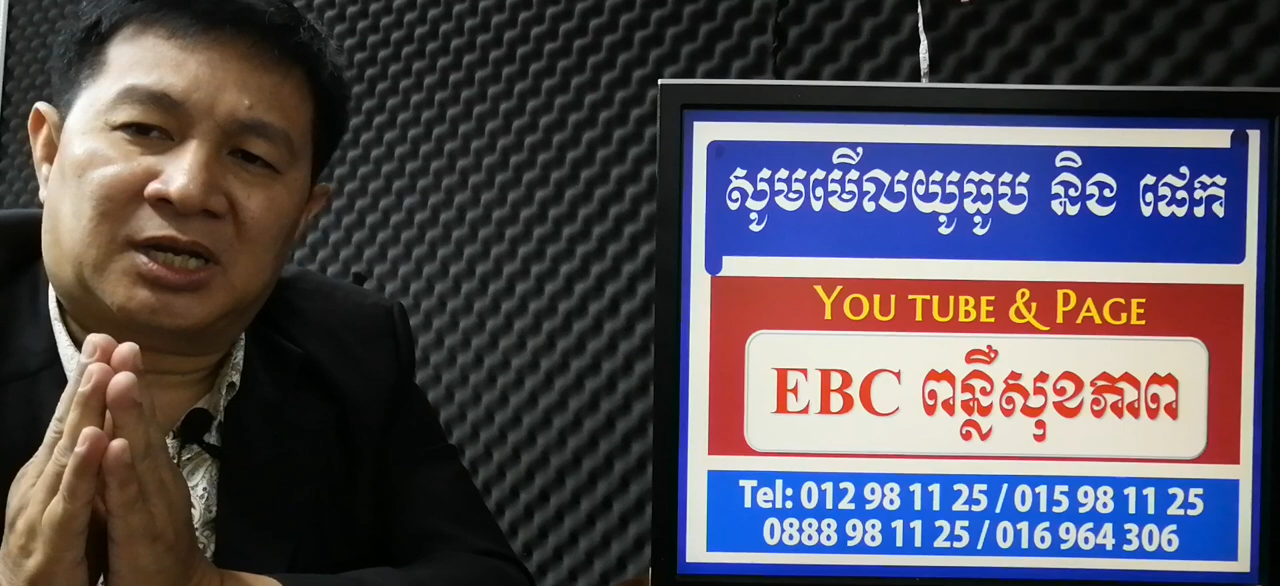 សូមមើលយូធូប និង ផេក
YOU TUBE & PAGE
EBC ពន្លឺសុខភាព
Tel: 012 98 11 25 / 015 98 11 25
0888 98 11 25 / 016 964 306